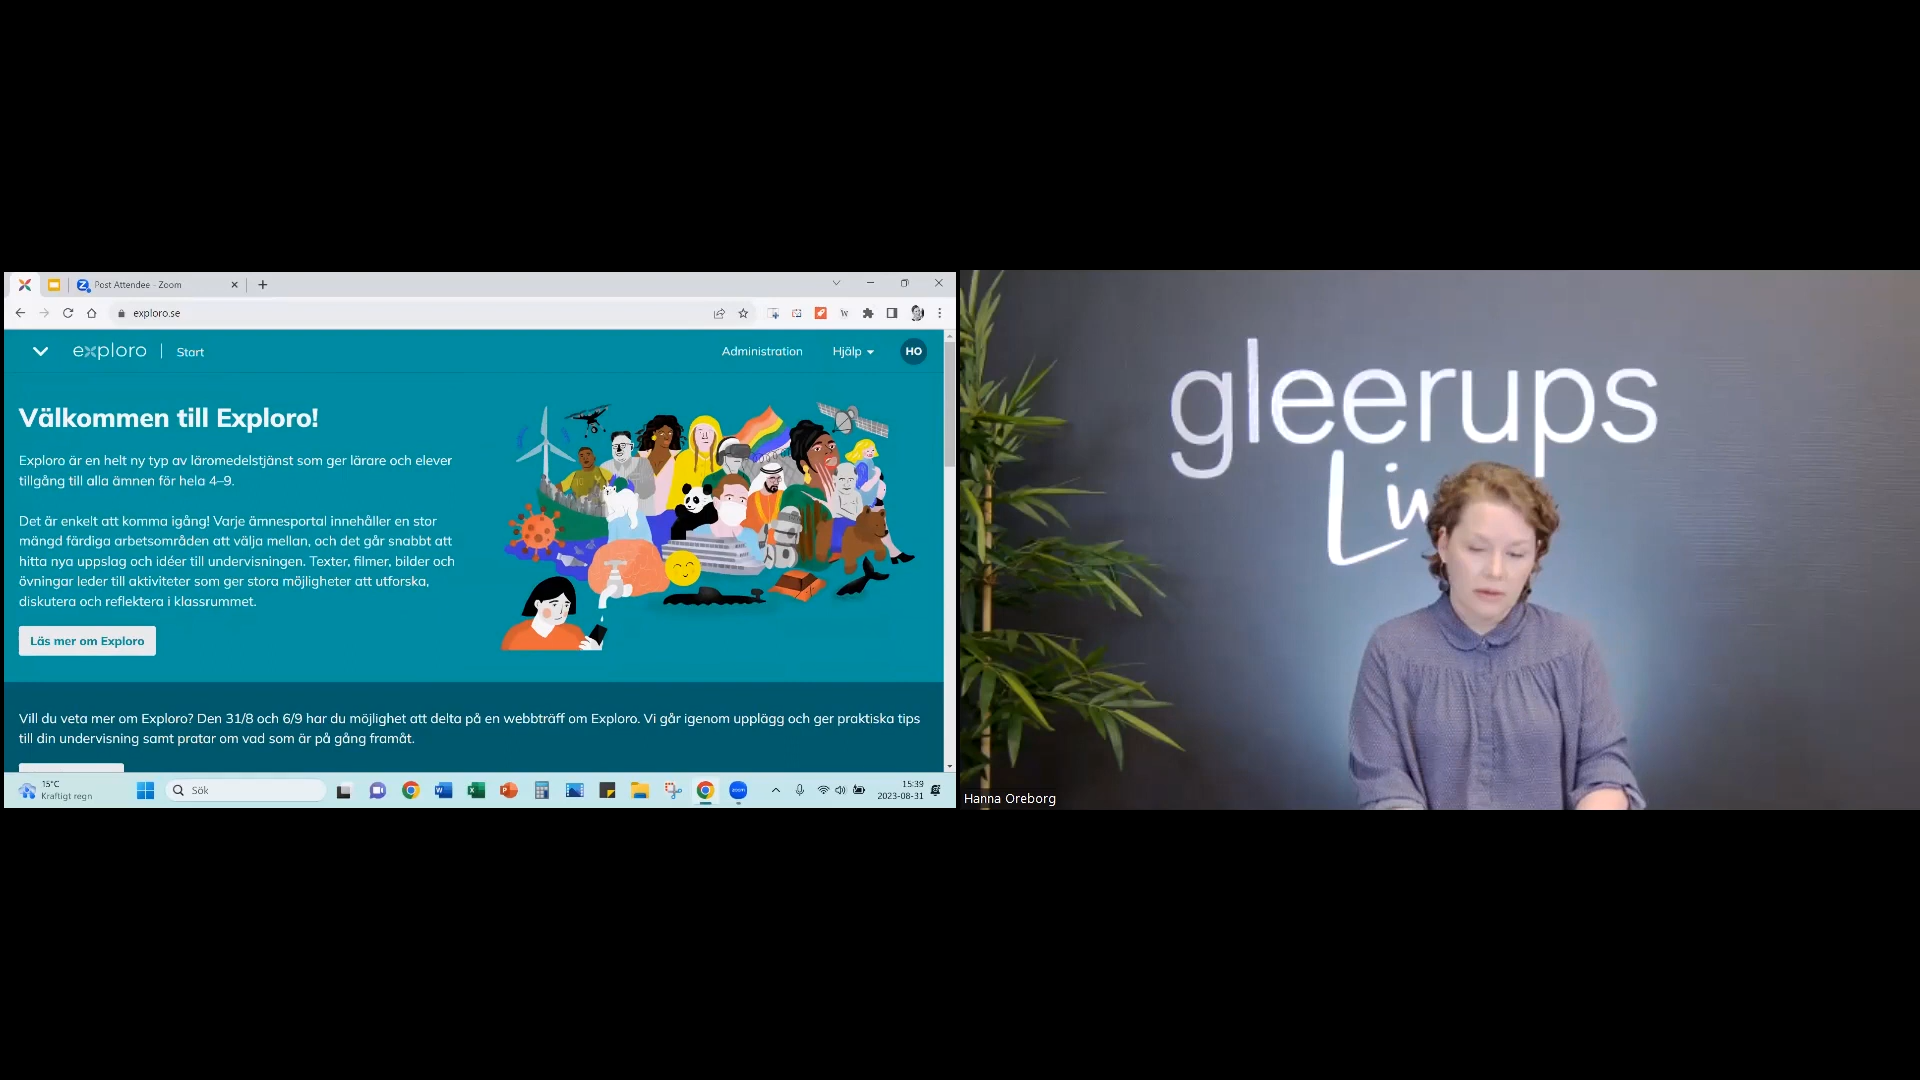 Post Attendee - Zoom
exploro.se
exploro
Start
Administration
Hjälp
HO
Välkommen till Exploro!
Exploro är en helt ny typ av läromedelstjänst som ger lärare och elever
tillgång till alla ämnen för hela 4–9.
Det är enkelt att komma igång! Varje ämnesportal innehåller en stor
mängd färdiga arbetsområden att välja mellan, och det går snabbt att
hitta nya uppslag och idéer till undervisningen. Texter, filmer, bilder och
övningar leder till aktiviteter som ger stora möjligheter att utforska,
diskutera och reflektera i klassrummet.
Läs mer om Exploro
Vill du veta mer om Exploro? Den 31/8 och 6/9 har du möjlighet att delta på en webbträff om Exploro. Vi går igenom upplägg och ger praktiska tips
till din undervisning samt pratar om vad som är på gång framåt.
15°C
Kraftigt regn
Sök
15:39
2023-08-31
gleerups
Hanna Oreborg